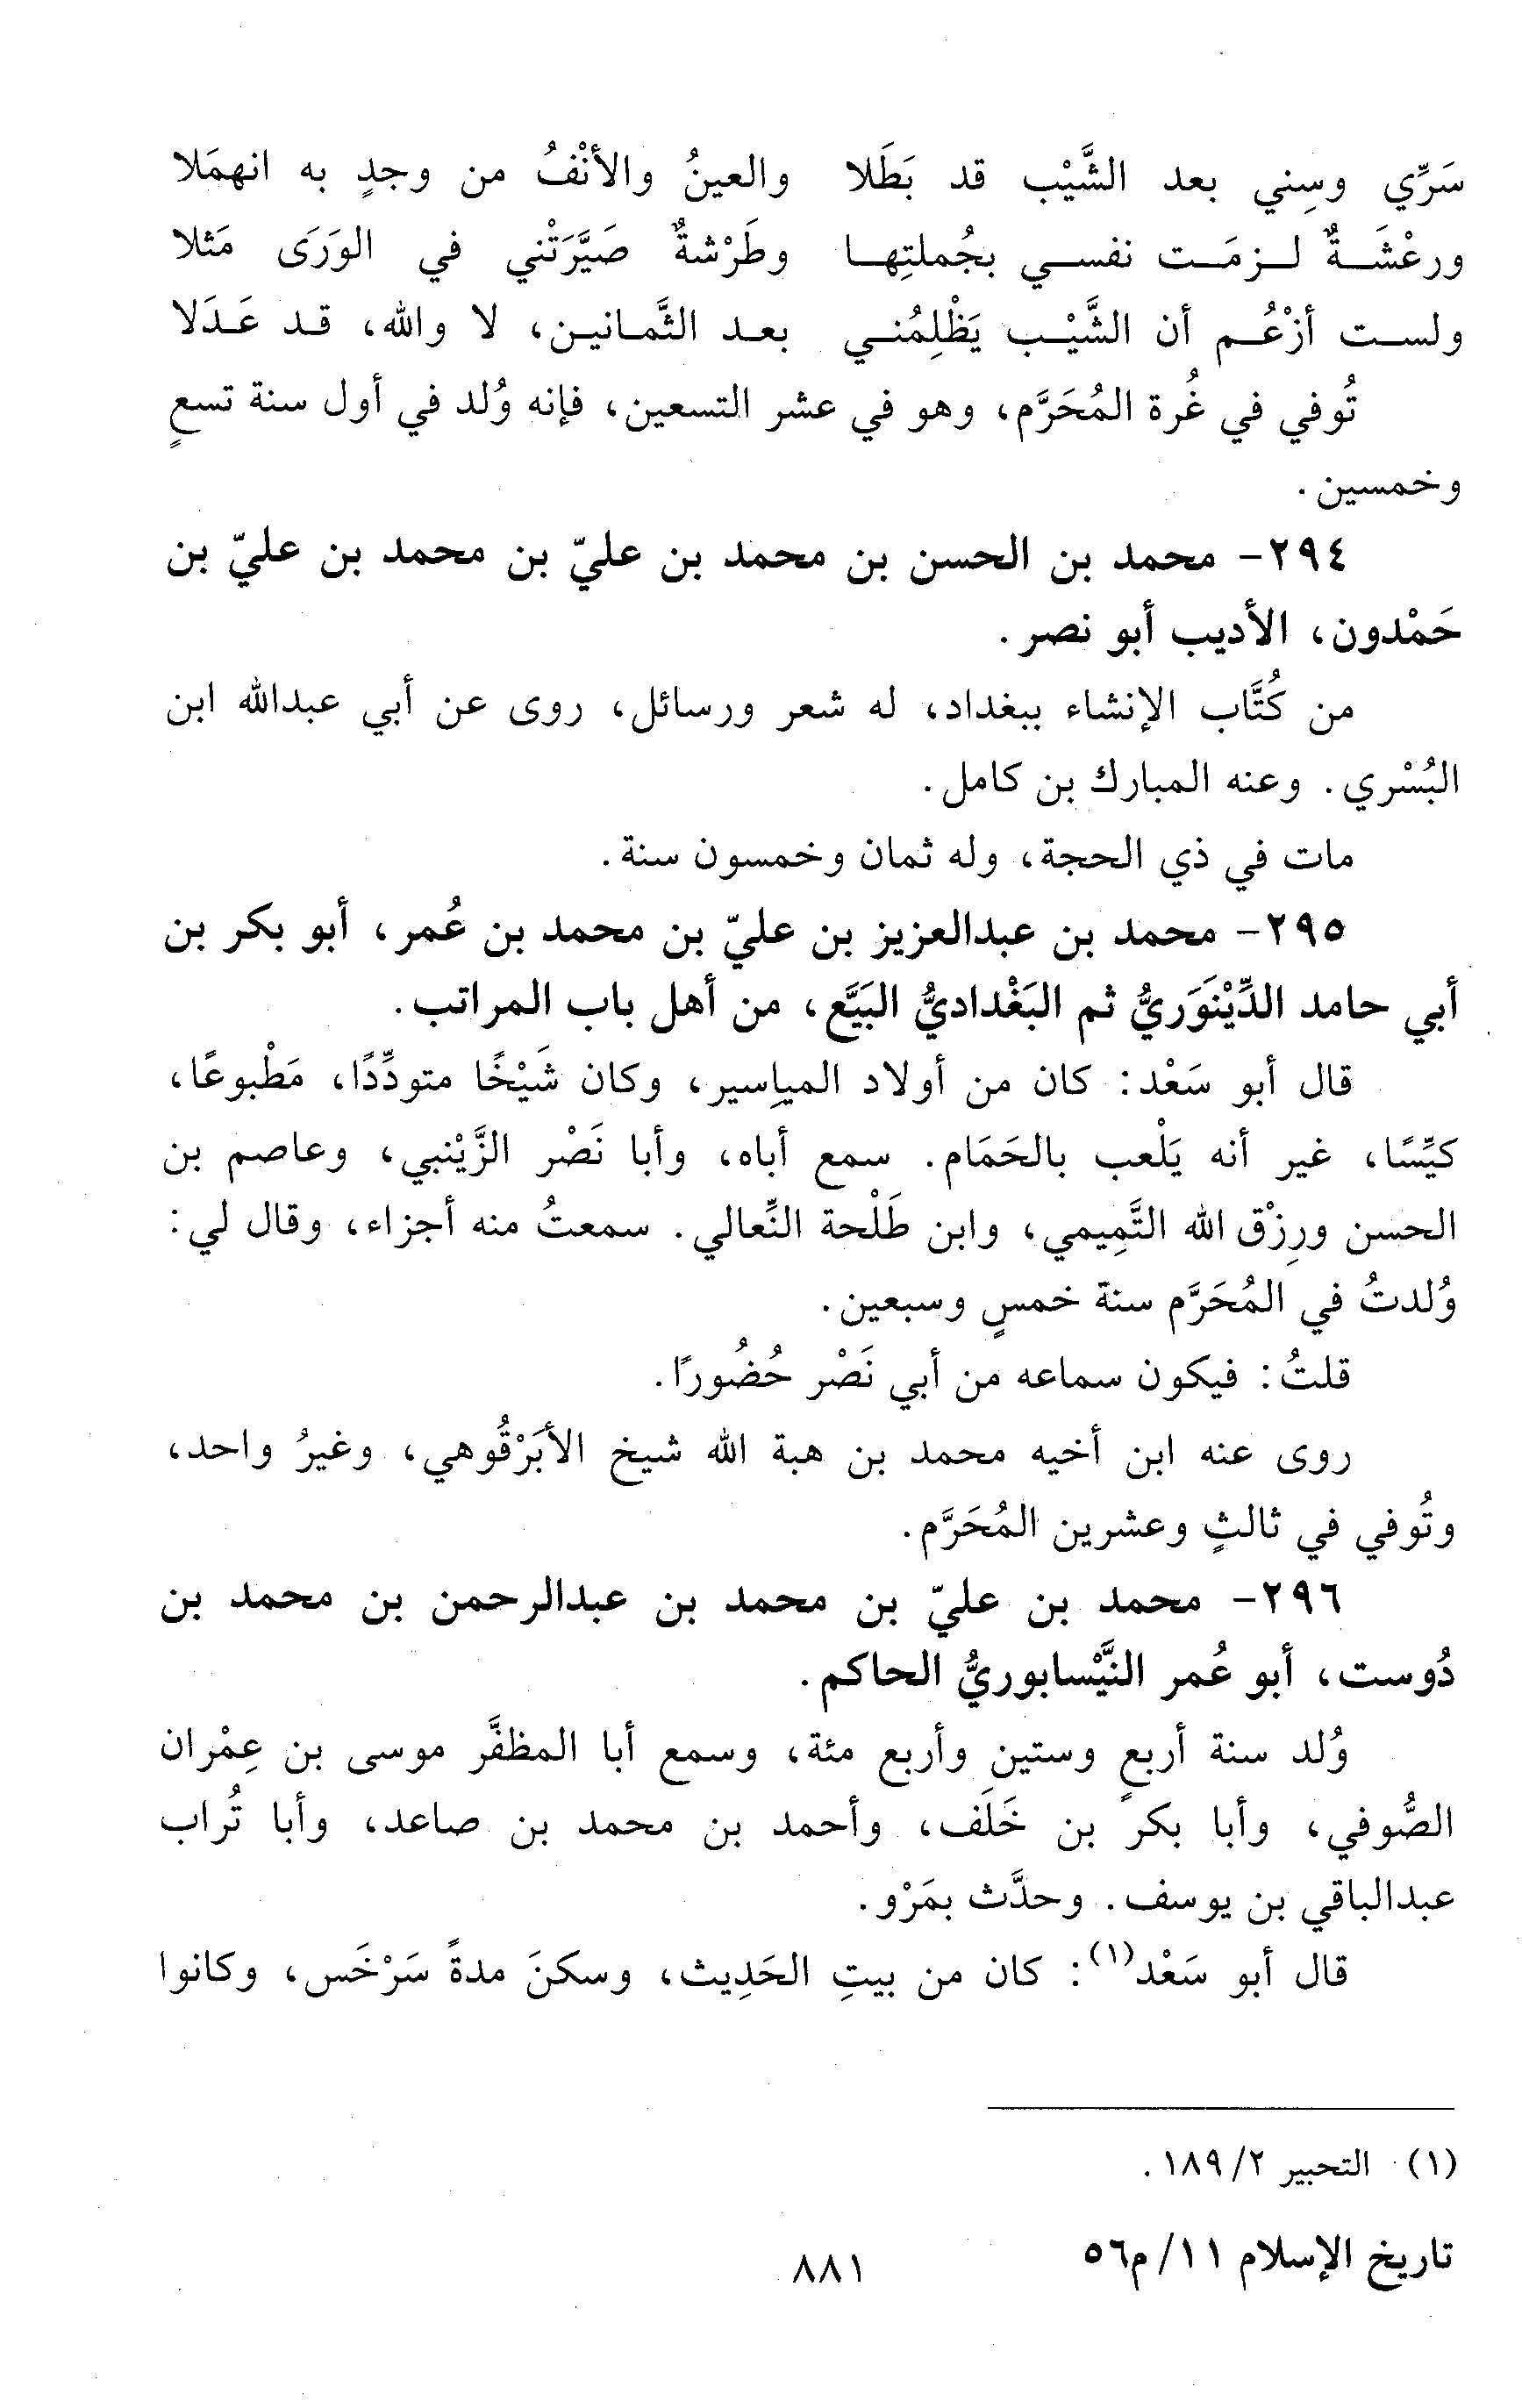 سَرِّي وسِني بعد الشَّيْب قد بَطَلا والعينُ والأنْفُ من وجدٍ به انهمَلا
ورعْشَةٌ لزمَت نفسي بجُملتِها وطَرْشةٌ صَيَّرَتْني في الوَرَى مَثلا
ولست أزْعُم أن الشَّيْب يَظْلِمُني بعد الثَّمانين، لا والله، قد عَدَلا
تُوفي في غُرة المُحَرَّم، وهو في عشر التسعين، فإنه وُلد في أول سنة تسعٍ
وخمسين.
٢٩٤- محمد بن الحسن بن محمد بن عليّ بن محمد بن عليّ بن
حَمْدون، الأديب أبو نصر.
من كُتَّاب الإنشاء ببغداد، له شعر ورسائل، روى عن أبي عبدالله ابن
البُسْري. وعنه المبارك بن كامل.
مات في ذي الحجة، وله ثمان وخمسون سنة.
٢٩٥- محمد بن عبدالعزيز بن عليّ بن محمد بن عُمر، أبو بكر بن
أبي حامد الدِّيْنَوَريُّ ثم البَغْداديُّ البَيَّع، من أهل باب المراتب.
قال أبو سَعْد: كان من أولاد المياسير، وكان شَيْخًا متودِّدًا، مَطْبوعًا،
كيِّسًا، غير أنه يَلْعب بالحَمَام. سمع أباه، وأبا نَصْر الزَّيْنبي، وعاصم بن
الحسن ورِزْق الله التَّمِيمي، وابن طَلْحة النِّعالي. سمعتُ منه أجزاء، وقال لي:
وُلدتُ في المُحَرَّم سنة خمسٍ وسبعين.
قلتُ: فيكون سماعه من أبي نَصْر حُضُورًا.
روى عنه ابن أخيه محمد بن هبة الله شيخ الأبَرْقُوهي، وغيرُ واحد،
وتُوفي في ثالثٍ وعشرين المُحَرَّم.
٢٩٦- محمد بن عليّ بن محمد بن عبدالرحمن بن محمد بن
دُوست، أبو عُمر النَّيْسابوريُّ الحاكم.
وُلد سنة أربعٍ وستين وأربع مئة، وسمع أبا المظفَّر موسى بن عِمْران
الصُّوفي، وأبا بكر بن خَلَف، وأحمد بن محمد بن صاعد، وأبا تُراب
عبدالباقي بن يوسف. وحدَّث بمَرْو.
قال أبو سَعْد(١): كان من بيتِ الحَدِيث، وسكنَ مدةً سَرْخَس، وكانوا
(١) التحبير ٢/ ١٨٩.
تاريخ الإسلام ١١/ م٥٦
٨٨١